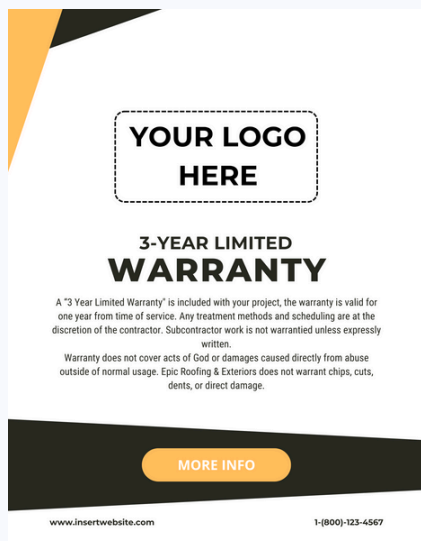 YOUR LOGO
HERE
3-YEAR LIMITED
WARRANTY
A "3 Year Limited Warranty" is included with your project, the warranty is valid for
one year from time of service. Any treatment methods and scheduling are at the
discretion of the contractor. Subcontractor work is not warrantied unless expressly
written.
Warranty does not cover acts of God or damages caused directly from abuse
outside of normal usage. Epic Roofing & Exteriors does not warrant chips, cuts,
dents, or direct damage.
MORE INFO
www.insertwebsite.com
1-(800)-123-4567